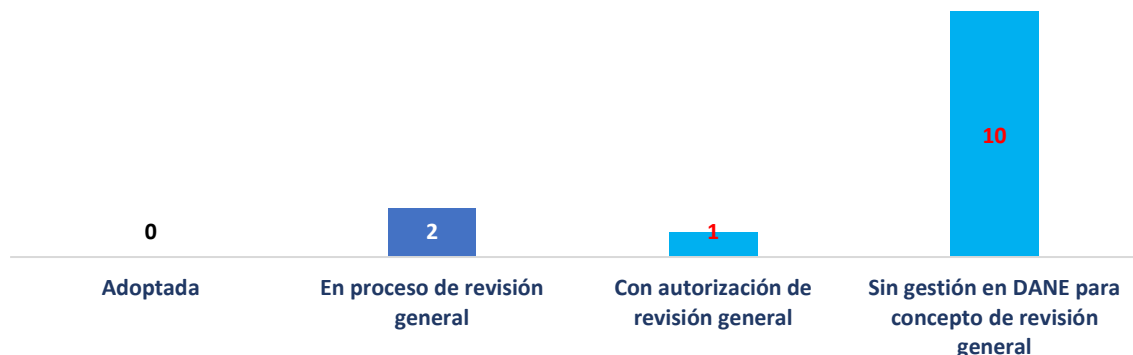 10
0
2
1
Adoptada
En proceso de revisión
general
Con autorización de
revisión general
Sin gestión en DANE para
concepto de revisión
general